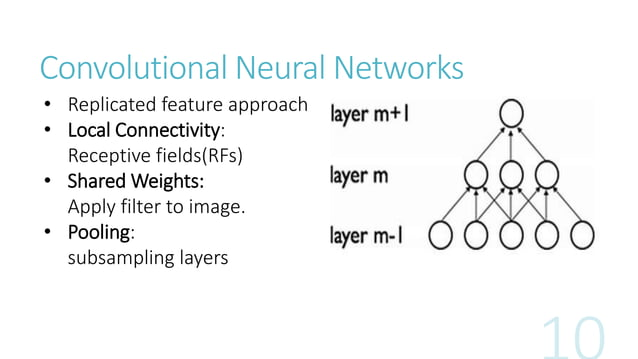 Convolutional Neural Networks
• Replicated feature approach
• Local Connectivity:
Receptive fields(RFs)
• Shared Weights:
Apply filter to image.
• Pooling:
subsampling layers
layer m+1
layer m
layer m-1
10